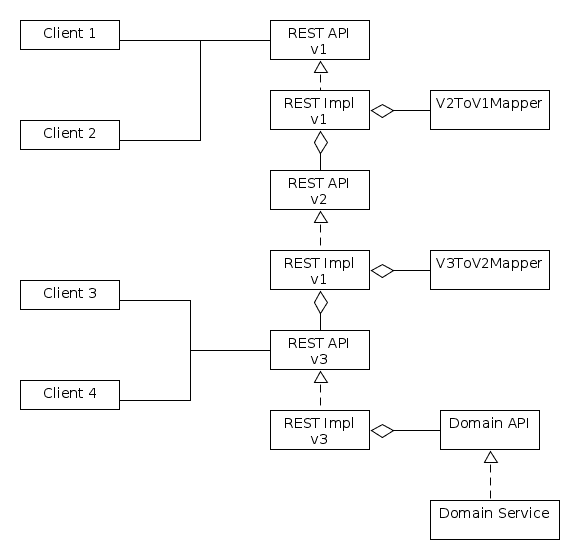 Client 1
REST API
v1
REST Impl
v1
V2ToV1Mapper
Client 2
REST API
v2
REST Impl
v1
V3ToV2Mapper
Client 3
REST API
v3
Client 4
REST Impl
v3
Domain API
Domain Service